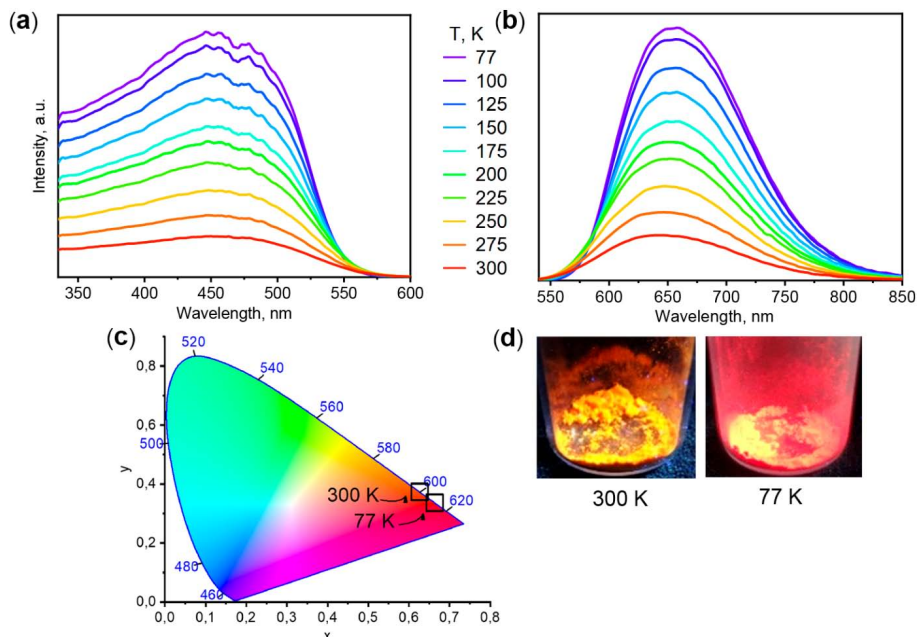 (a)
Intensity, a.u.
350 400 450 500 550 600
Wavelength, nm
T, K
77
100
125
150
175
200
225
250
275
300
(b)
550 600 650 700 750 800 850
Wavelength, nm
(c)
y
0,8
0,6
0,4
0,2
0,0
0,0 0,1 0,2 0,3 0,4 0,5 0,6 0,7 0,8
x
520
540
560
500
580
600
620
480
460
300 K
77 K
(d)
300 K
77 K